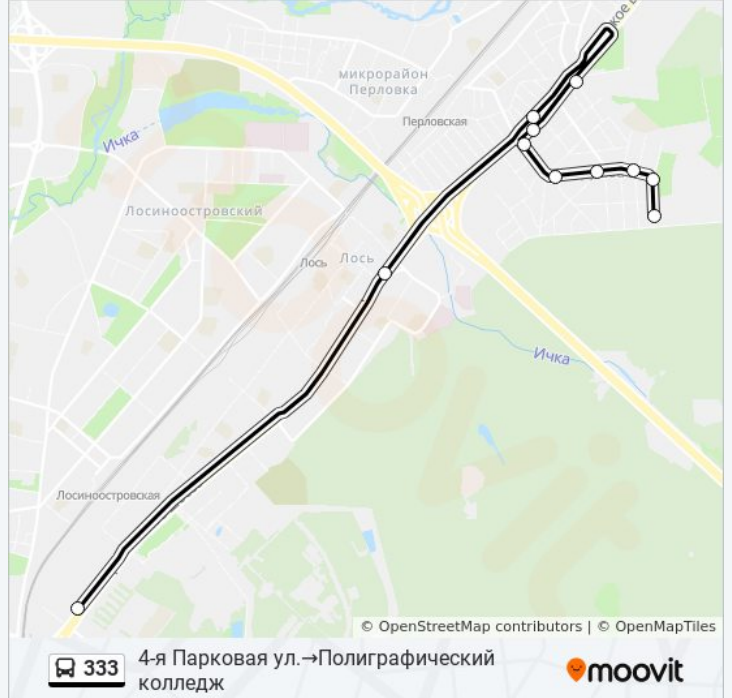 кое
микрорайон
Перловка
Перловская
Ичка
Лосиноостровский
Лось
Лось
Ичка
Лосиноостровская
© OpenStreetMap contributors | © OpenMapTiles
333
4-я Парковая ул.→Полиграфический
колледж
moovit